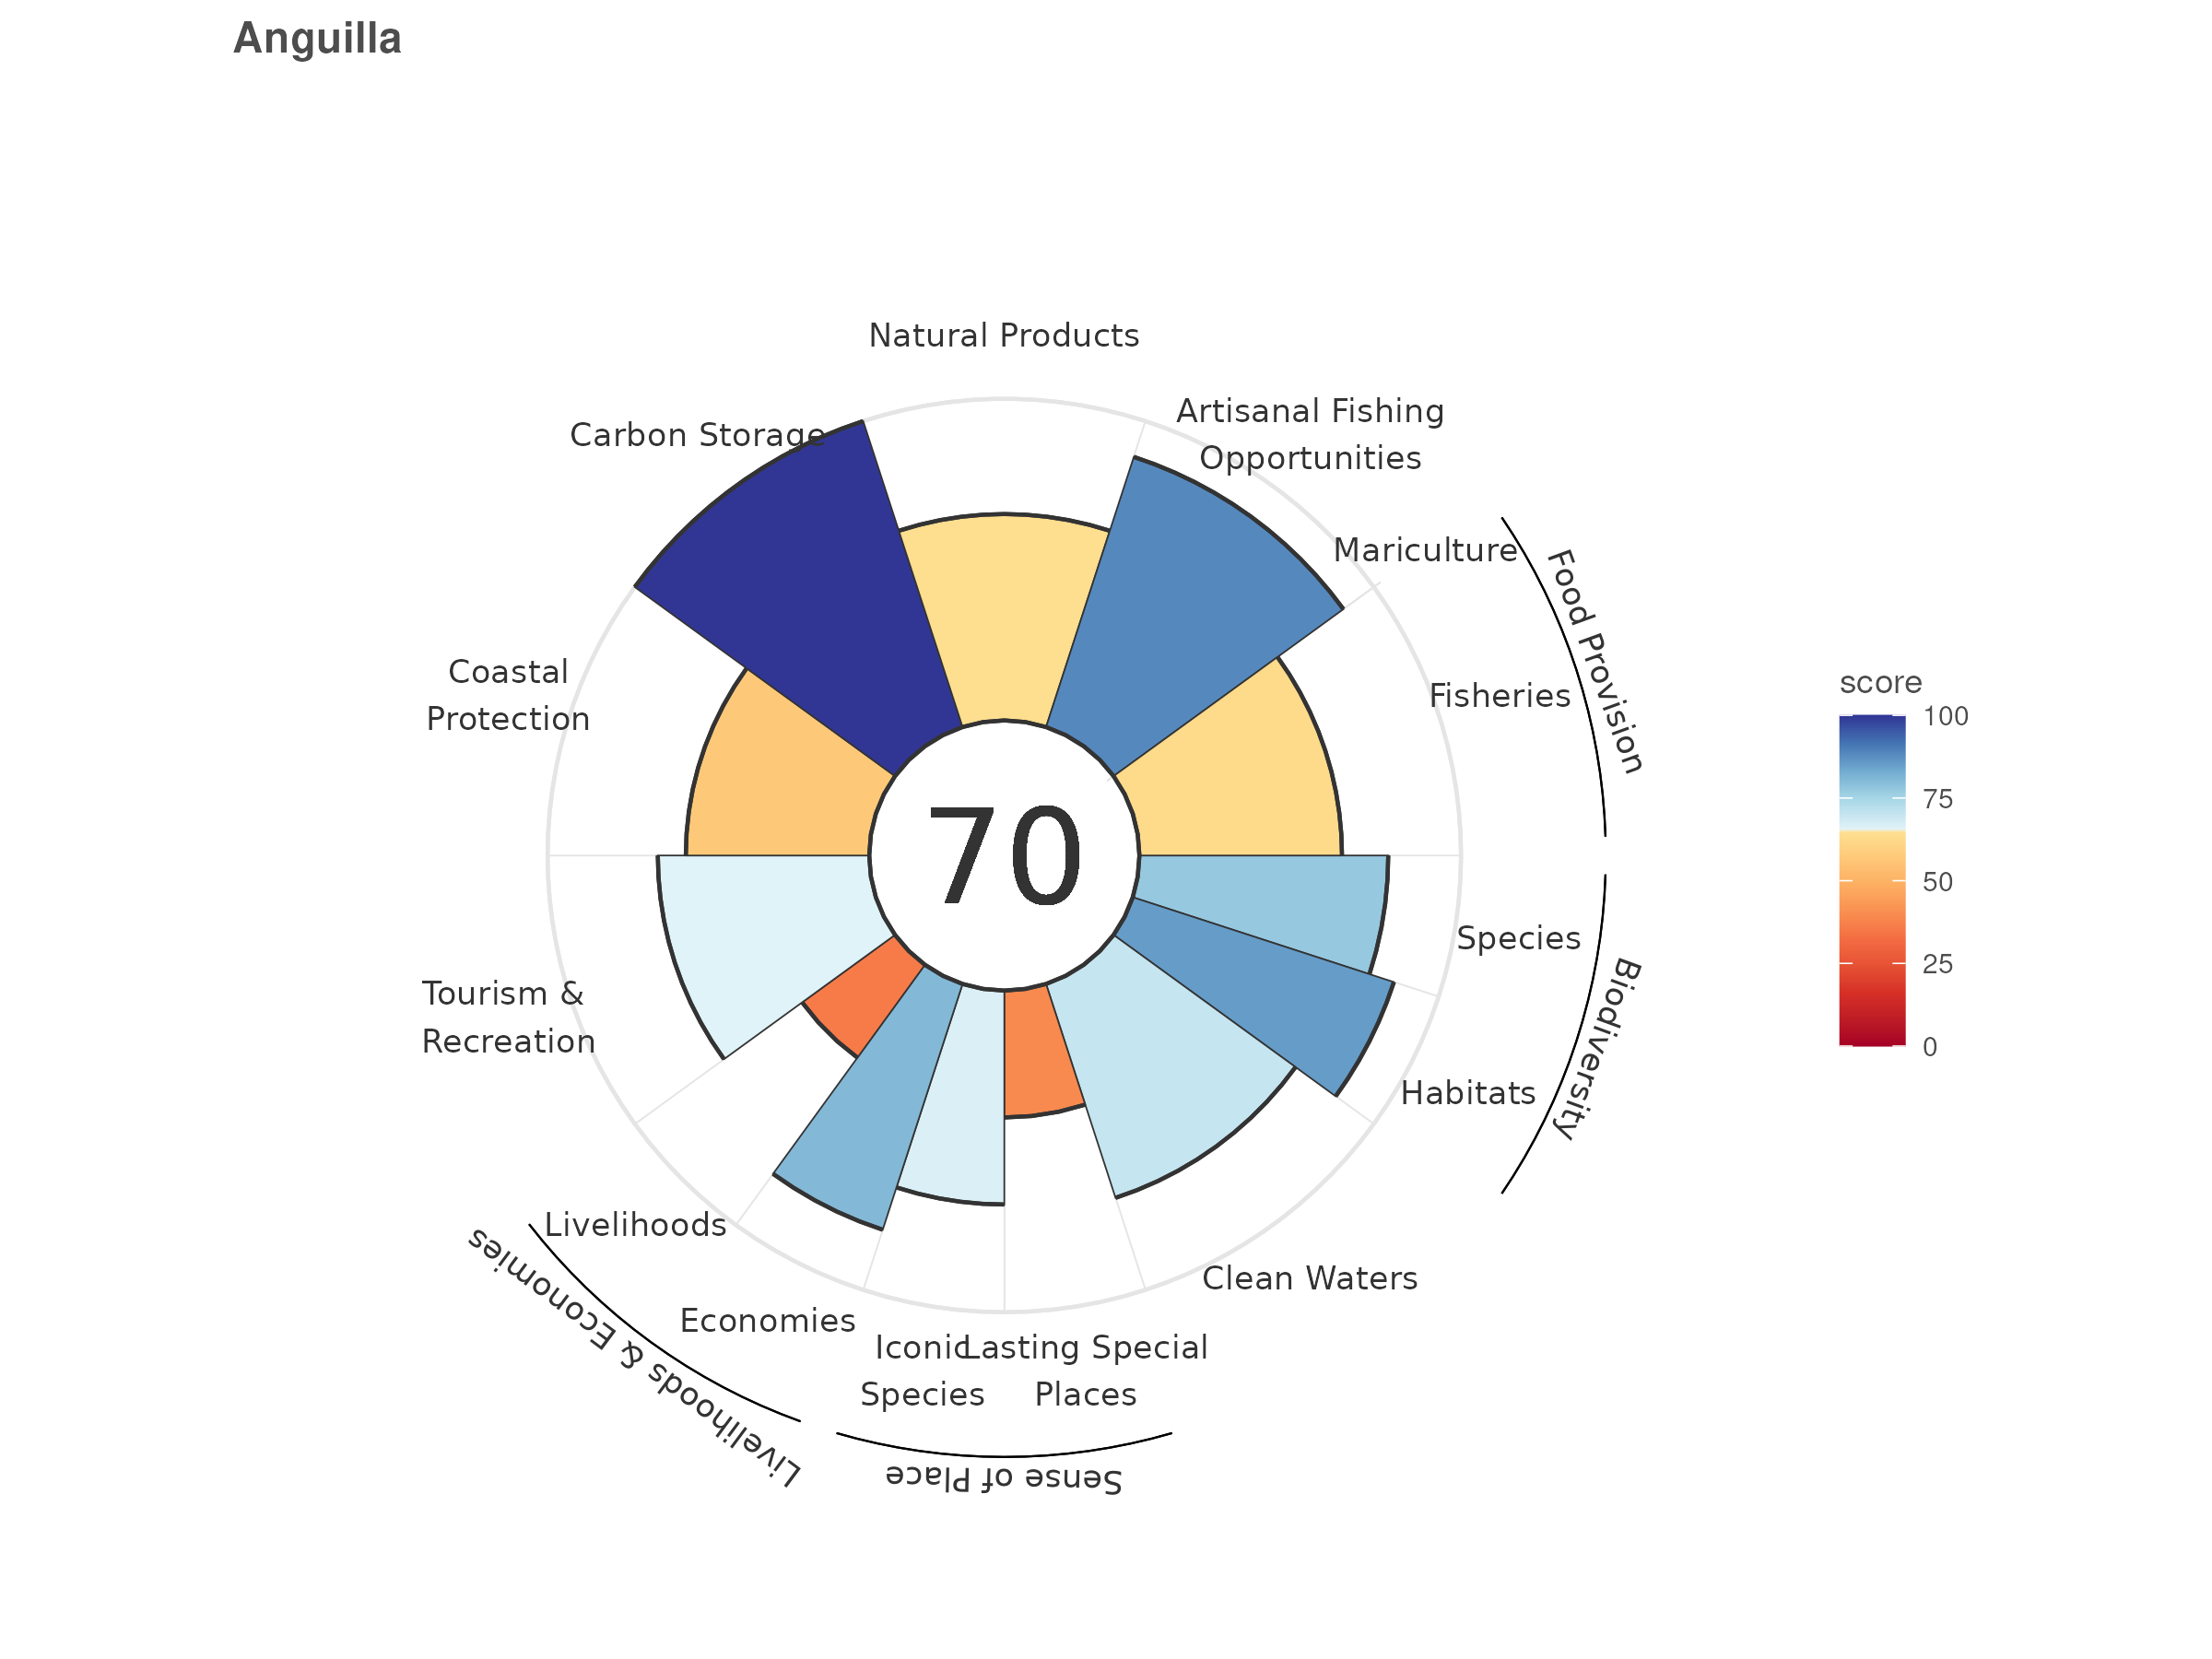 Anguilla
Natural Products
Artisanal Fishing
Opportunities
Carbon Storage
Mariculture
Food Provision
Fisheries
Coastal
Protection
score
100
75
50
25
0
70
Species
Biodiversity
Habitats
Tourism &
Recreation
Livelihoods
Clean Waters
Economies
Livelihoods & Economies
Iconic
Species
Lasting Special
Places
Sense of Place